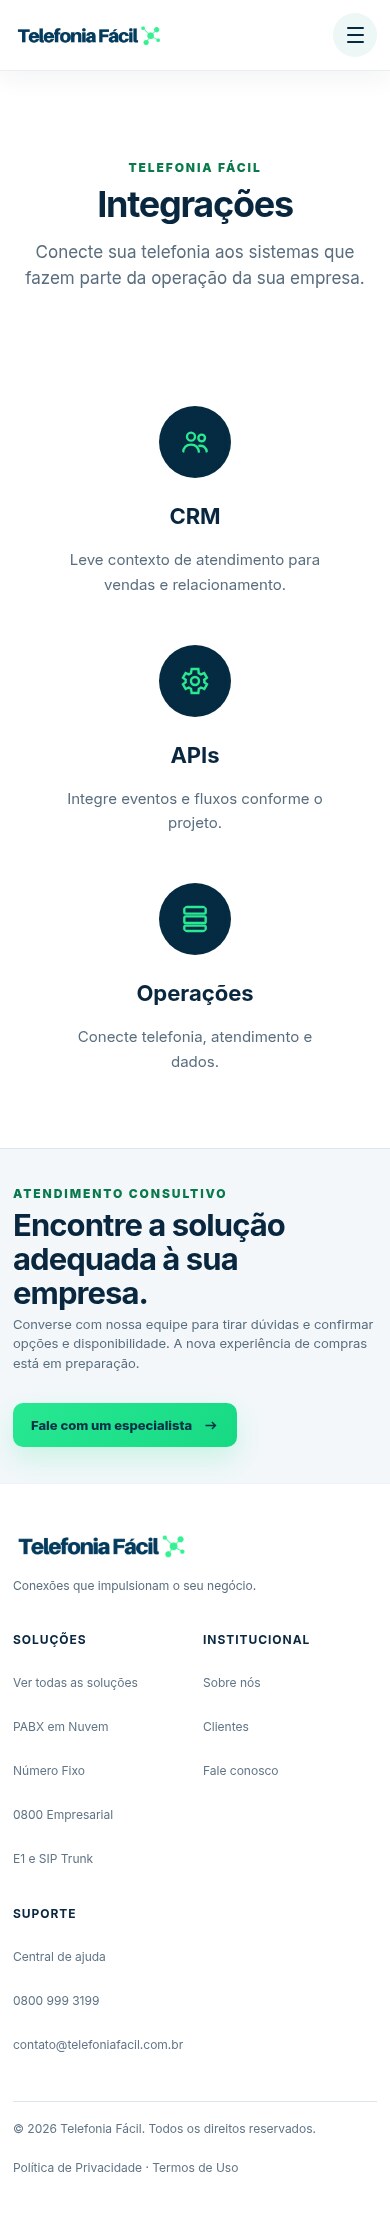 Telefonia Fácil
TELEFONIA FÁCIL
Integrações
Conecte sua telefonia aos sistemas que
fazem parte da operação da sua empresa.
CRM
Leve contexto de atendimento para
vendas e relacionamento.
APIs
Integre eventos e fluxos conforme o
projeto.
Operações
Conecte telefonia, atendimento e
dados.
ATENDIMENTO CONSULTIVO
Encontre a solução
adequada à sua
empresa.
Converse com nossa equipe para tirar dúvidas e confirmar
opções e disponibilidade. A nova experiência de compras
está em preparação.
Fale com um especialista →
Telefonia Fácil
Conexões que impulsionam o seu negócio.
SOLUÇÕES
Ver todas as soluções
PABX em Nuvem
Número Fixo
0800 Empresarial
E1 e SIP Trunk
INSTITUCIONAL
Sobre nós
Clientes
Fale conosco
SUPORTE
Central de ajuda
0800 999 3199
contato@telefoniafacil.com.br
© 2026 Telefonia Fácil. Todos os direitos reservados.
Política de Privacidade · Termos de Uso